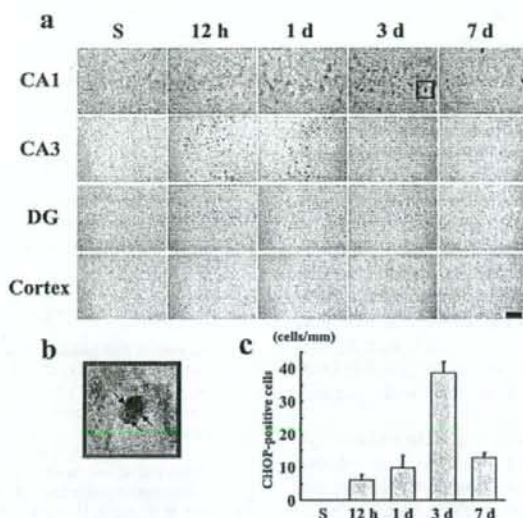 a
S 12 h 1 d 3 d 7 d
CA1
CA3
DG
Cortex
b
c
(cells/mm)
CHOP-positive cells
40
30
20
10
0
S 12 h 1 d 3 d 7 d